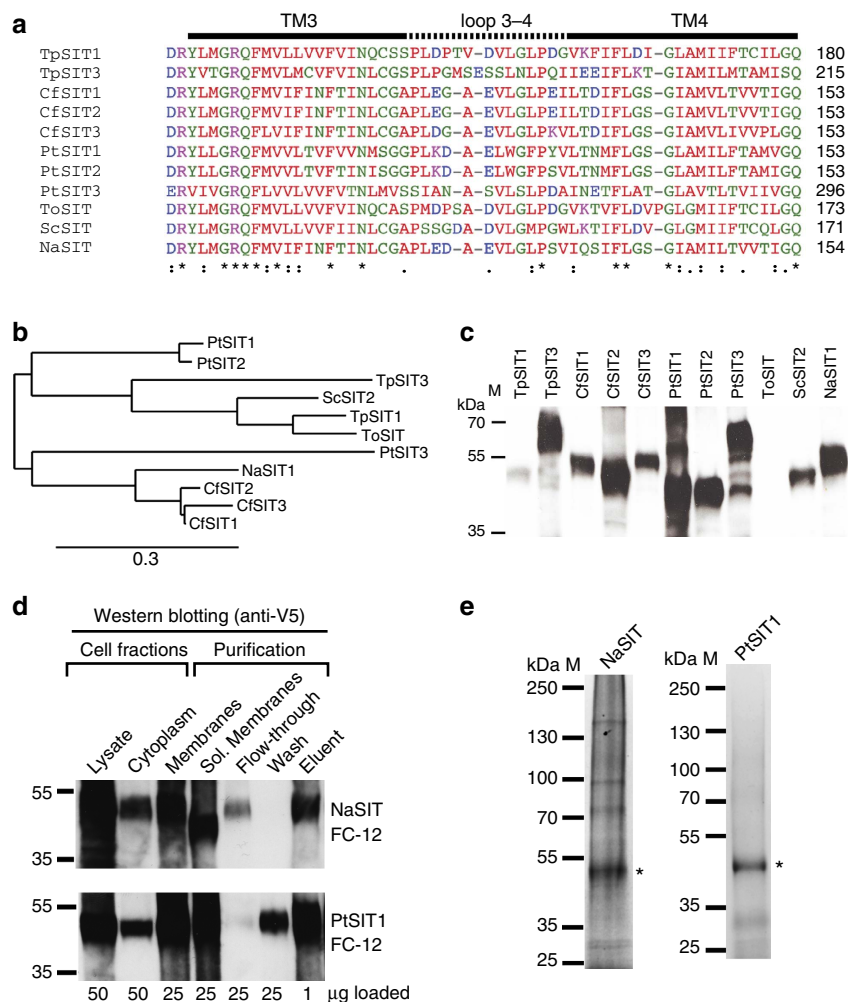 a
TM3 loop 3–4 TM4
TpSIT1 DRYLMGRQFMVLLVVFVINQCSSPLDPTV-DVLGLPDGVKFIFLDI-GLAMIIFTCILGQ 180
TpSIT3 DRYVTGRQFMVLMCVFVINLCGSPLPGMSESSLNLPQIIEEIFLKT-GLAMIILMTAMISQ 215
CfSIT1 DRYLMGRQFMVIFINFTINLCGAPLEG-A-EVLGLPEILTDIFLGS-GIAMVLTVVTIGQ 153
CfSIT2 DRYLMGRQFMVIFINFTINLCGAPLEG-A-EVLGLPEILTDIFLGS-GIAMVLTVVTIGQ 153
CfSIT3 DRYLMGRQFLVIFINFTINLCGAPLDG-A-EVLGLPKVLTDIFLGS-GIAMILIVVPLGQ 153
PtSIT1 DRYLLGRQFMVVLTVFVVNMSGGPLKD-A-ELWGFPYVLTNMFLGS-GLAMILFTAMVGQ 153
PtSIT2 DRYLLGRQFMVVLTVFVINTSGGPLKD-A-ELWGFPSVLTNMFLGS-GLAMILFTAMIGQ 153
PtSIT3 ERVIVGRQFLVVLLVFVTNLMVSSIAN-A-SVLSLPDAINETFLAT-GLAVTLTVIIVGQ 296
ToSIT DRYLMGRQFMVLLVVFVINQCASPMDPSA-DVLGLPDGVKTVFLDVPGLGMIIFTCILGQ 173
ScSIT DRYLMGRQFMVLLVVFIINLCGAPSSGDA-DVLGMPGWLKTIFLDV-GLGMIIFTCQLGQ 171
NaSIT DRYLMGRQFMVIFINFTINLCGAPLED-A-EVLGLPSVIQSIFLGS-GIAMILTVVTIGQ 154
:* : ****:*:: * * . . :* : ** *:.: : . *
b
PtSIT1
PtSIT2
TpSIT3
ScSIT2
TpSIT1
ToSIT
PtSIT3
NaSIT1
CfSIT2
CfSIT3
CfSIT1
0.3
c
M TpSIT1 TpSIT3 CfSIT1 CfSIT2 CfSIT3 PtSIT1 PtSIT2 PtSIT3 ToSIT ScSIT2 NaSIT1
kDa
70
55
35
d
Western blotting (anti-V5)
Cell fractions Purification
Lysate Cytoplasm Membranes Sol. Membranes Flow-through Wash Eluent
55
NaSIT
FC-12
35
55
PtSIT1
FC-12
35
50 50 25 25 25 25 1 μg loaded
e
kDa M NaSIT
250
130
100
70
55
*
35
25
kDa M PtSIT1
250
130
100
70
55
*
35
25